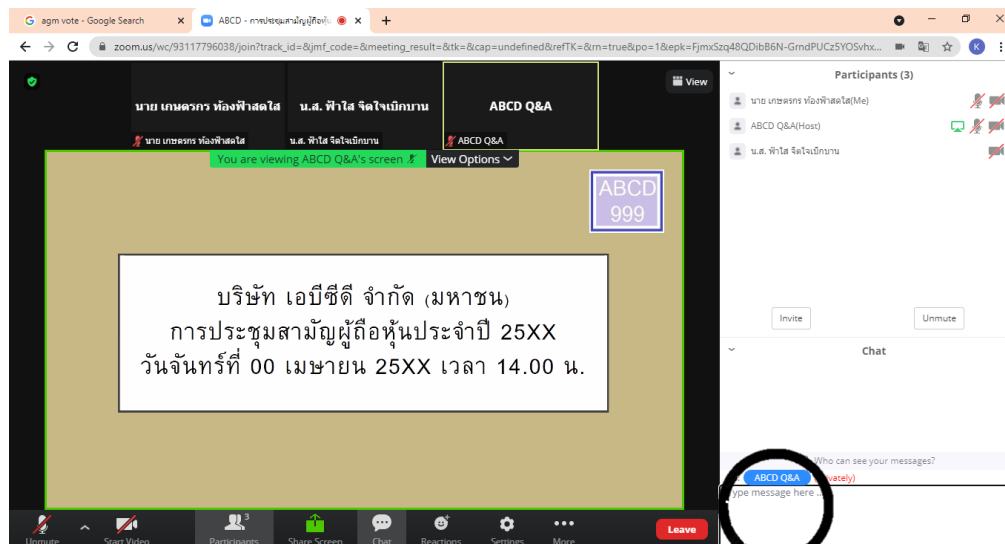 agm vote - Google Search
ABCD - การประชุมสามัญผู้ถือหุ้น
zoom.us/wc/93117796038/join?track_id=&jmf_code=&meeting_result=&tk=&cap=undefined&refTK=&rn=true&po=1&epk=FjmxSzq48QDibB6N-GrndPUCz5YOSvhx...
K
นาย เกษตรกร ท้องฟ้าสดใส
น.ส. ฟ้าใส จิตใจเบิกบาน
ABCD Q&A
View
นาย เกษตรกร ท้องฟ้าสดใส
น.ส. ฟ้าใส จิตใจเบิกบาน
ABCD Q&A
You are viewing ABCD Q&A's screen
View Options
ABCD
999
บริษัท เอบีซีดี จำกัด (มหาชน)
การประชุมสามัญผู้ถือหุ้นประจำปี 25XX
วันจันทร์ที่ 00 เมษายน 25XX เวลา 14.00 น.
Participants (3)
นาย เกษตรกร ท้องฟ้าสดใส(Me)
ABCD Q&A(Host)
น.ส. ฟ้าใส จิตใจเบิกบาน
Invite
Unmute
Chat
Who can see your messages?
ABCD Q&A
Type message here ...
Unmute
Start Video
Participants
3
Share Screen
Chat
Reactions
Settings
More
Leave